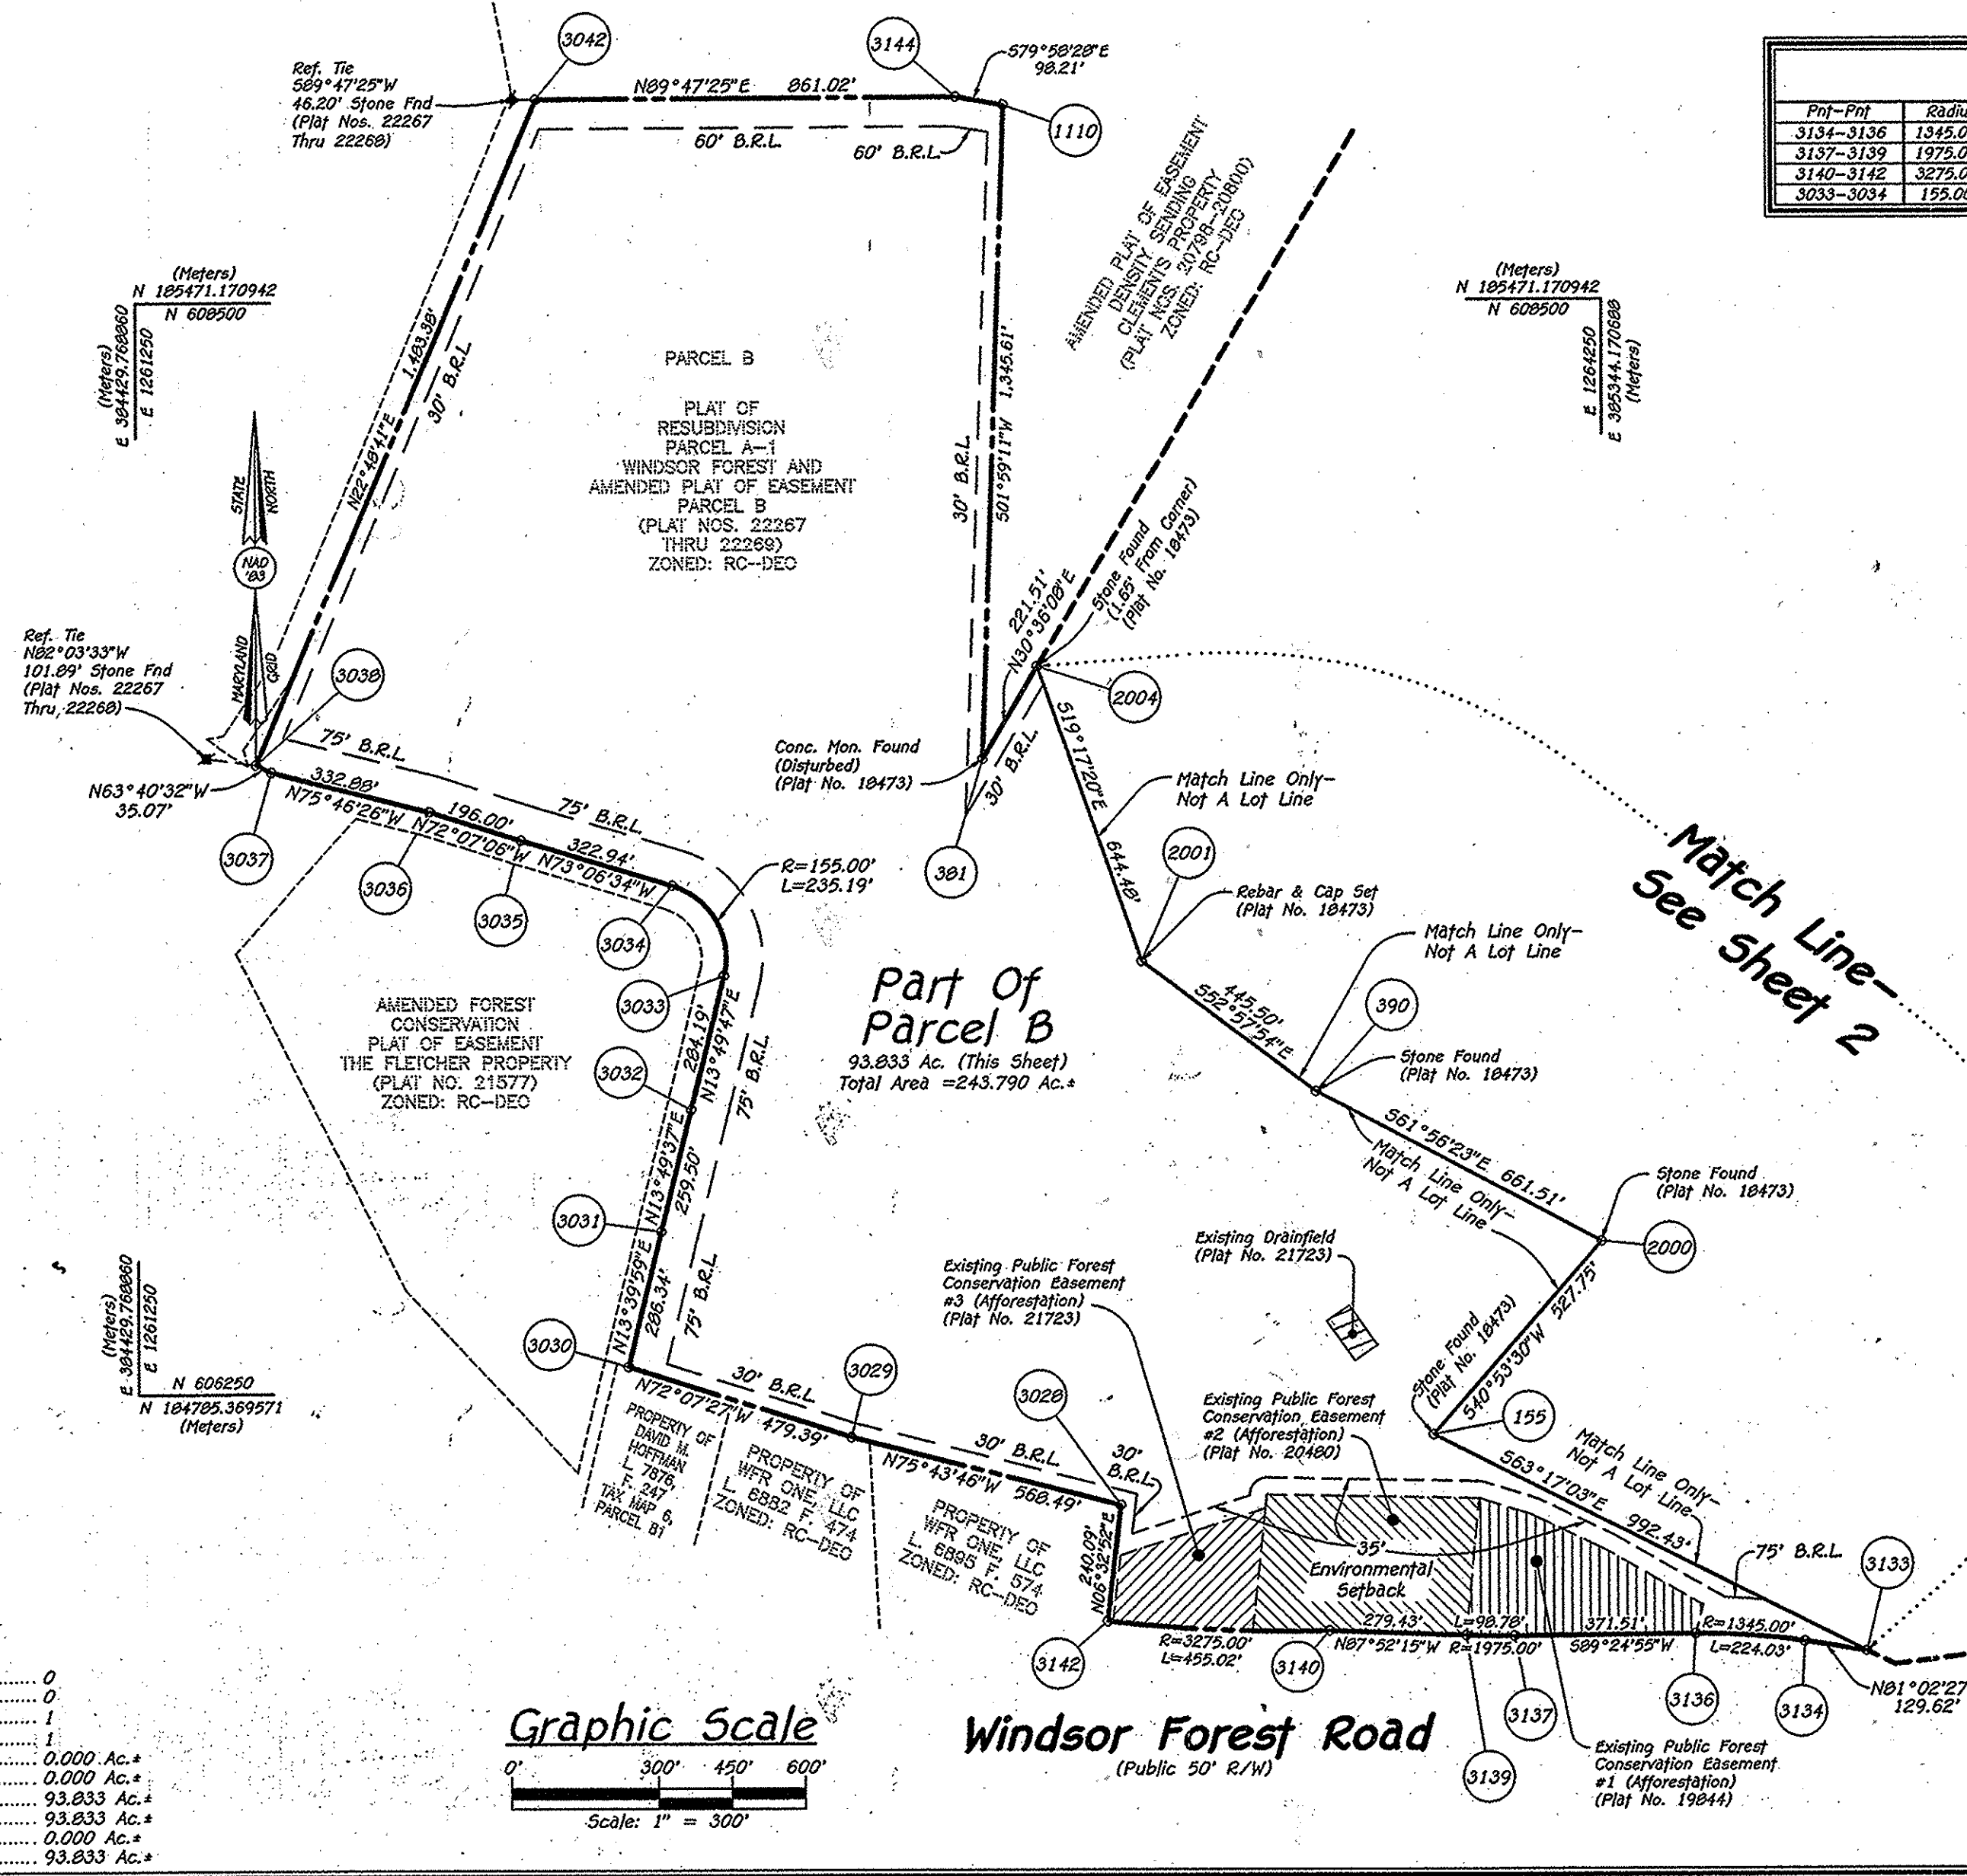 3042
3144
S79°58'28"E
98.21'
Ref. Tie
S89°47'25"W
46.20' Stone Fnd
(Plat Nos. 22267
Thru 22268)
N89°47'25"E 861.02'
60' B.R.L.
60' B.R.L.
1110
Pnt-Pnt Radiu
3134-3136 1345.0
3137-3139 1975.0
3140-3142 3275.0
3033-3034 155.00
AMENDED PLAT OF EASEMENT
DENSITY SENDING
CLEMENTS PROPERTY
(PLAT NOS. 20798-20800)
ZONED: RC-DEO
(Meters)
N 185471.170942
N 608500
E 384429.768860
(Meters)
E 1261250
(Meters)
N 185471.170942
N 608500
E 1264250
E 385344.170688
(Meters)
N22°48'41"E 1,483.38'
30' B.R.L.
PARCEL B
PLAT OF
RESUBDIVISION
PARCEL A-1
WINDSOR FOREST AND
AMENDED PLAT OF EASEMENT
PARCEL B
(PLAT NOS. 22267
THRU 22269)
ZONED: RC-DEO
30' B.R.L.
S01°59'11"W 1,345.61'
STATE
NORTH
NAD
'83
MARYLAND
GRID
221.51'
N30°36'08"E
Stone Found
(1.65' From Corner)
(Plat No. 18473)
Ref. Tie
N82°03'33"W
101.89' Stone Fnd
(Plat Nos. 22267
Thru 22268)
3038
2004
Conc. Mon. Found
(Disturbed)
(Plat No. 18473)
30' B.R.L.
S19°17'20"E
644.48'
Match Line Only-
Not A Lot Line
75' B.R.L.
N63°40'32"W
35.07'
332.88'
N75°46'26"W
196.00'
N72°07'06"W
322.94'
N73°06'34"W
75' B.R.L.
R=155.00'
L=235.19'
3037
3036
3035
3034
381
2001
Rebar & Cap Set
(Plat No. 18473)
Match Line Only-
Not A Lot Line
Match Line-
See Sheet 2
445.50'
S52°57'54"E
390
Stone Found
(Plat No. 18473)
3033
284.19'
N13°49'47"E
75' B.R.L.
Part Of
Parcel B
93.833 Ac. (This Sheet)
Total Area =243.790 Ac.±
AMENDED FOREST
CONSERVATION
PLAT OF EASEMENT
THE FLETCHER PROPERTY
(PLAT NO. 21577)
ZONED: RC-DEO
3032
N13°49'37"E
259.50'
S61°56'23"E 661.51'
Match Line Only-
Not A Lot Line
Stone Found
(Plat No. 18473)
2000
3031
N13°39'59"E
286.34'
75' B.R.L.
Existing Public Forest
Conservation Easement
#3 (Afforestation)
(Plat No. 21723)
Existing Drainfield
(Plat No. 21723)
Stone Found
(Plat No. 18473)
S40°53'30"W 527.75'
155
(Meters)
E 384429.768860
E 1261250
N 606250
N 184785.369571
(Meters)
3030
N72°07'27"W 479.39'
30' B.R.L.
3029
3028
30' B.R.L.
N75°43'46"W 568.49'
30'
B.R.L.
Existing Public Forest
Conservation Easement
#2 (Afforestation)
(Plat No. 20480)
Match Line Only-
Not A Lot Line
S63°17'03"E
992.43'
75' B.R.L.
3133
PROPERTY OF
DAVID M.
HOFFMAN
L. 7876,
F. 247
TAX MAP 6,
PARCEL 81
PROPERTY OF
WFR ONE, LLC
L. 6882 F. 474
ZONED: RC-DEO
PROPERTY OF
WFR ONE, LLC
L. 6895 F. 574
ZONED: RC-DEO
240.09'
N06°32'52"E
35'
Environmental
Setback
R=3275.00'
L=455.02'
279.43'
N87°52'15"W
L=98.78'
R=1975.00'
371.51'
S89°24'55"W
R=1345.00'
L=224.03'
N81°02'27
129.62'
3142
3140
3139
3137
3136
3134
Existing Public Forest
Conservation Easement
#1 (Afforestation)
(Plat No. 19844)
Windsor Forest Road
(Public 50' R/W)
Graphic Scale
0' 300' 450' 600'
Scale: 1" = 300'
....... 0
....... 0
....... 1
....... 1
....... 0.000 Ac.±
....... 0.000 Ac.±
....... 93.833 Ac.±
....... 93.833 Ac.±
....... 0.000 Ac.±
....... 93.833 Ac.±